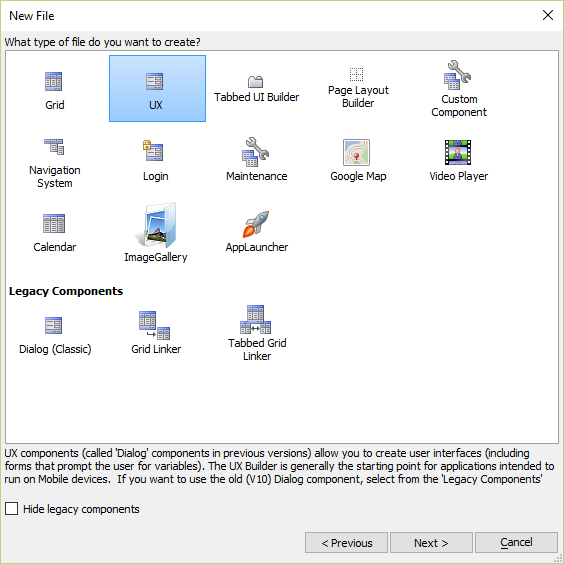 New File
What type of file do you want to create?
Grid
UX
Tabbed UI Builder
Page Layout
Builder
Custom
Component
Navigation
System
Login
Maintenance
Google Map
Video Player
Calendar
ImageGallery
AppLauncher
Legacy Components
Dialog (Classic)
Grid Linker
Tabbed Grid
Linker
UX components (called 'Dialog' components in previous versions) allow you to create user interfaces (including
forms that prompt the user for variables). The UX Builder is generally the starting point for applications intended to
run on Mobile devices.  If you want to use the old (V10) Dialog component, select from the 'Legacy Components'
Hide legacy components
< Previous
Next >
Cancel